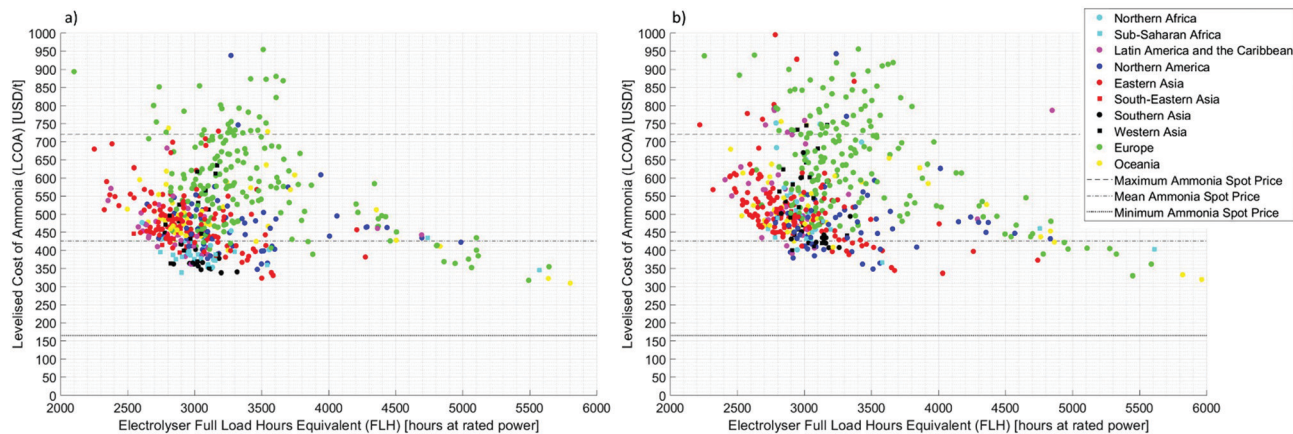 a)
Levelised Cost of Ammonia (LCOA) [USD/t]
1000
950
900
850
800
750
700
650
600
550
500
450
400
350
300
250
200
150
100
50
0
2000 2500 3000 3500 4000 4500 5000 5500 6000
Electrolyser Full Load Hours Equivalent (FLH) [hours at rated power]
b)
Levelised Cost of Ammonia (LCOA) [USD/t]
1000
950
900
850
800
750
700
650
600
550
500
450
400
350
300
250
200
150
100
50
0
2000 2500 3000 3500 4000 4500 5000 5500 6000
Electrolyser Full Load Hours Equivalent (FLH) [hours at rated power]
Northern Africa
Sub-Saharan Africa
Latin America and the Caribbean
Northern America
Eastern Asia
South-Eastern Asia
Southern Asia
Western Asia
Europe
Oceania
Maximum Ammonia Spot Price
Mean Ammonia Spot Price
Minimum Ammonia Spot Price